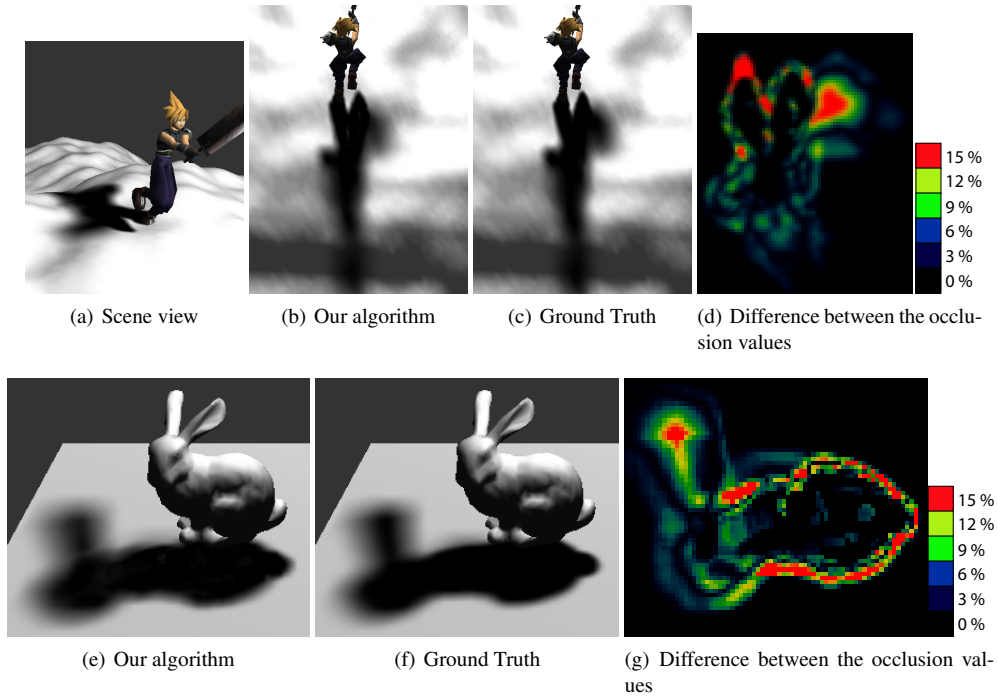 15 %
12 %
9 %
6 %
3 %
0 %
(a) Scene view
(b) Our algorithm
(c) Ground Truth
(d) Difference between the occlu-
sion values
15 %
12 %
9 %
6 %
3 %
0 %
(e) Our algorithm
(f) Ground Truth
(g) Difference between the occlusion val-
ues